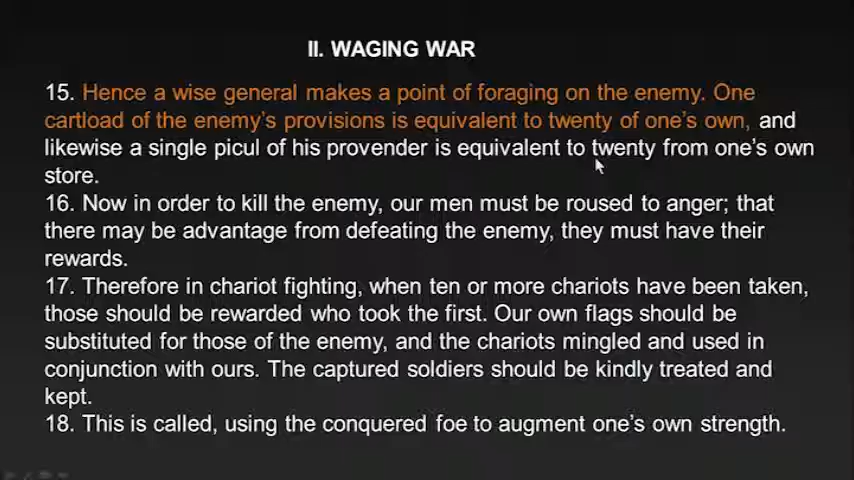 II. WAGING WAR
15. Hence a wise general makes a point of foraging on the enemy. One
cartload of the enemy’s provisions is equivalent to twenty of one’s own, and
likewise a single picul of his provender is equivalent to twenty from one’s own
store.
16. Now in order to kill the enemy, our men must be roused to anger; that
there may be advantage from defeating the enemy, they must have their
rewards.
17. Therefore in chariot fighting, when ten or more chariots have been taken,
those should be rewarded who took the first. Our own flags should be
substituted for those of the enemy, and the chariots mingled and used in
conjunction with ours. The captured soldiers should be kindly treated and
kept.
18. This is called, using the conquered foe to augment one’s own strength.